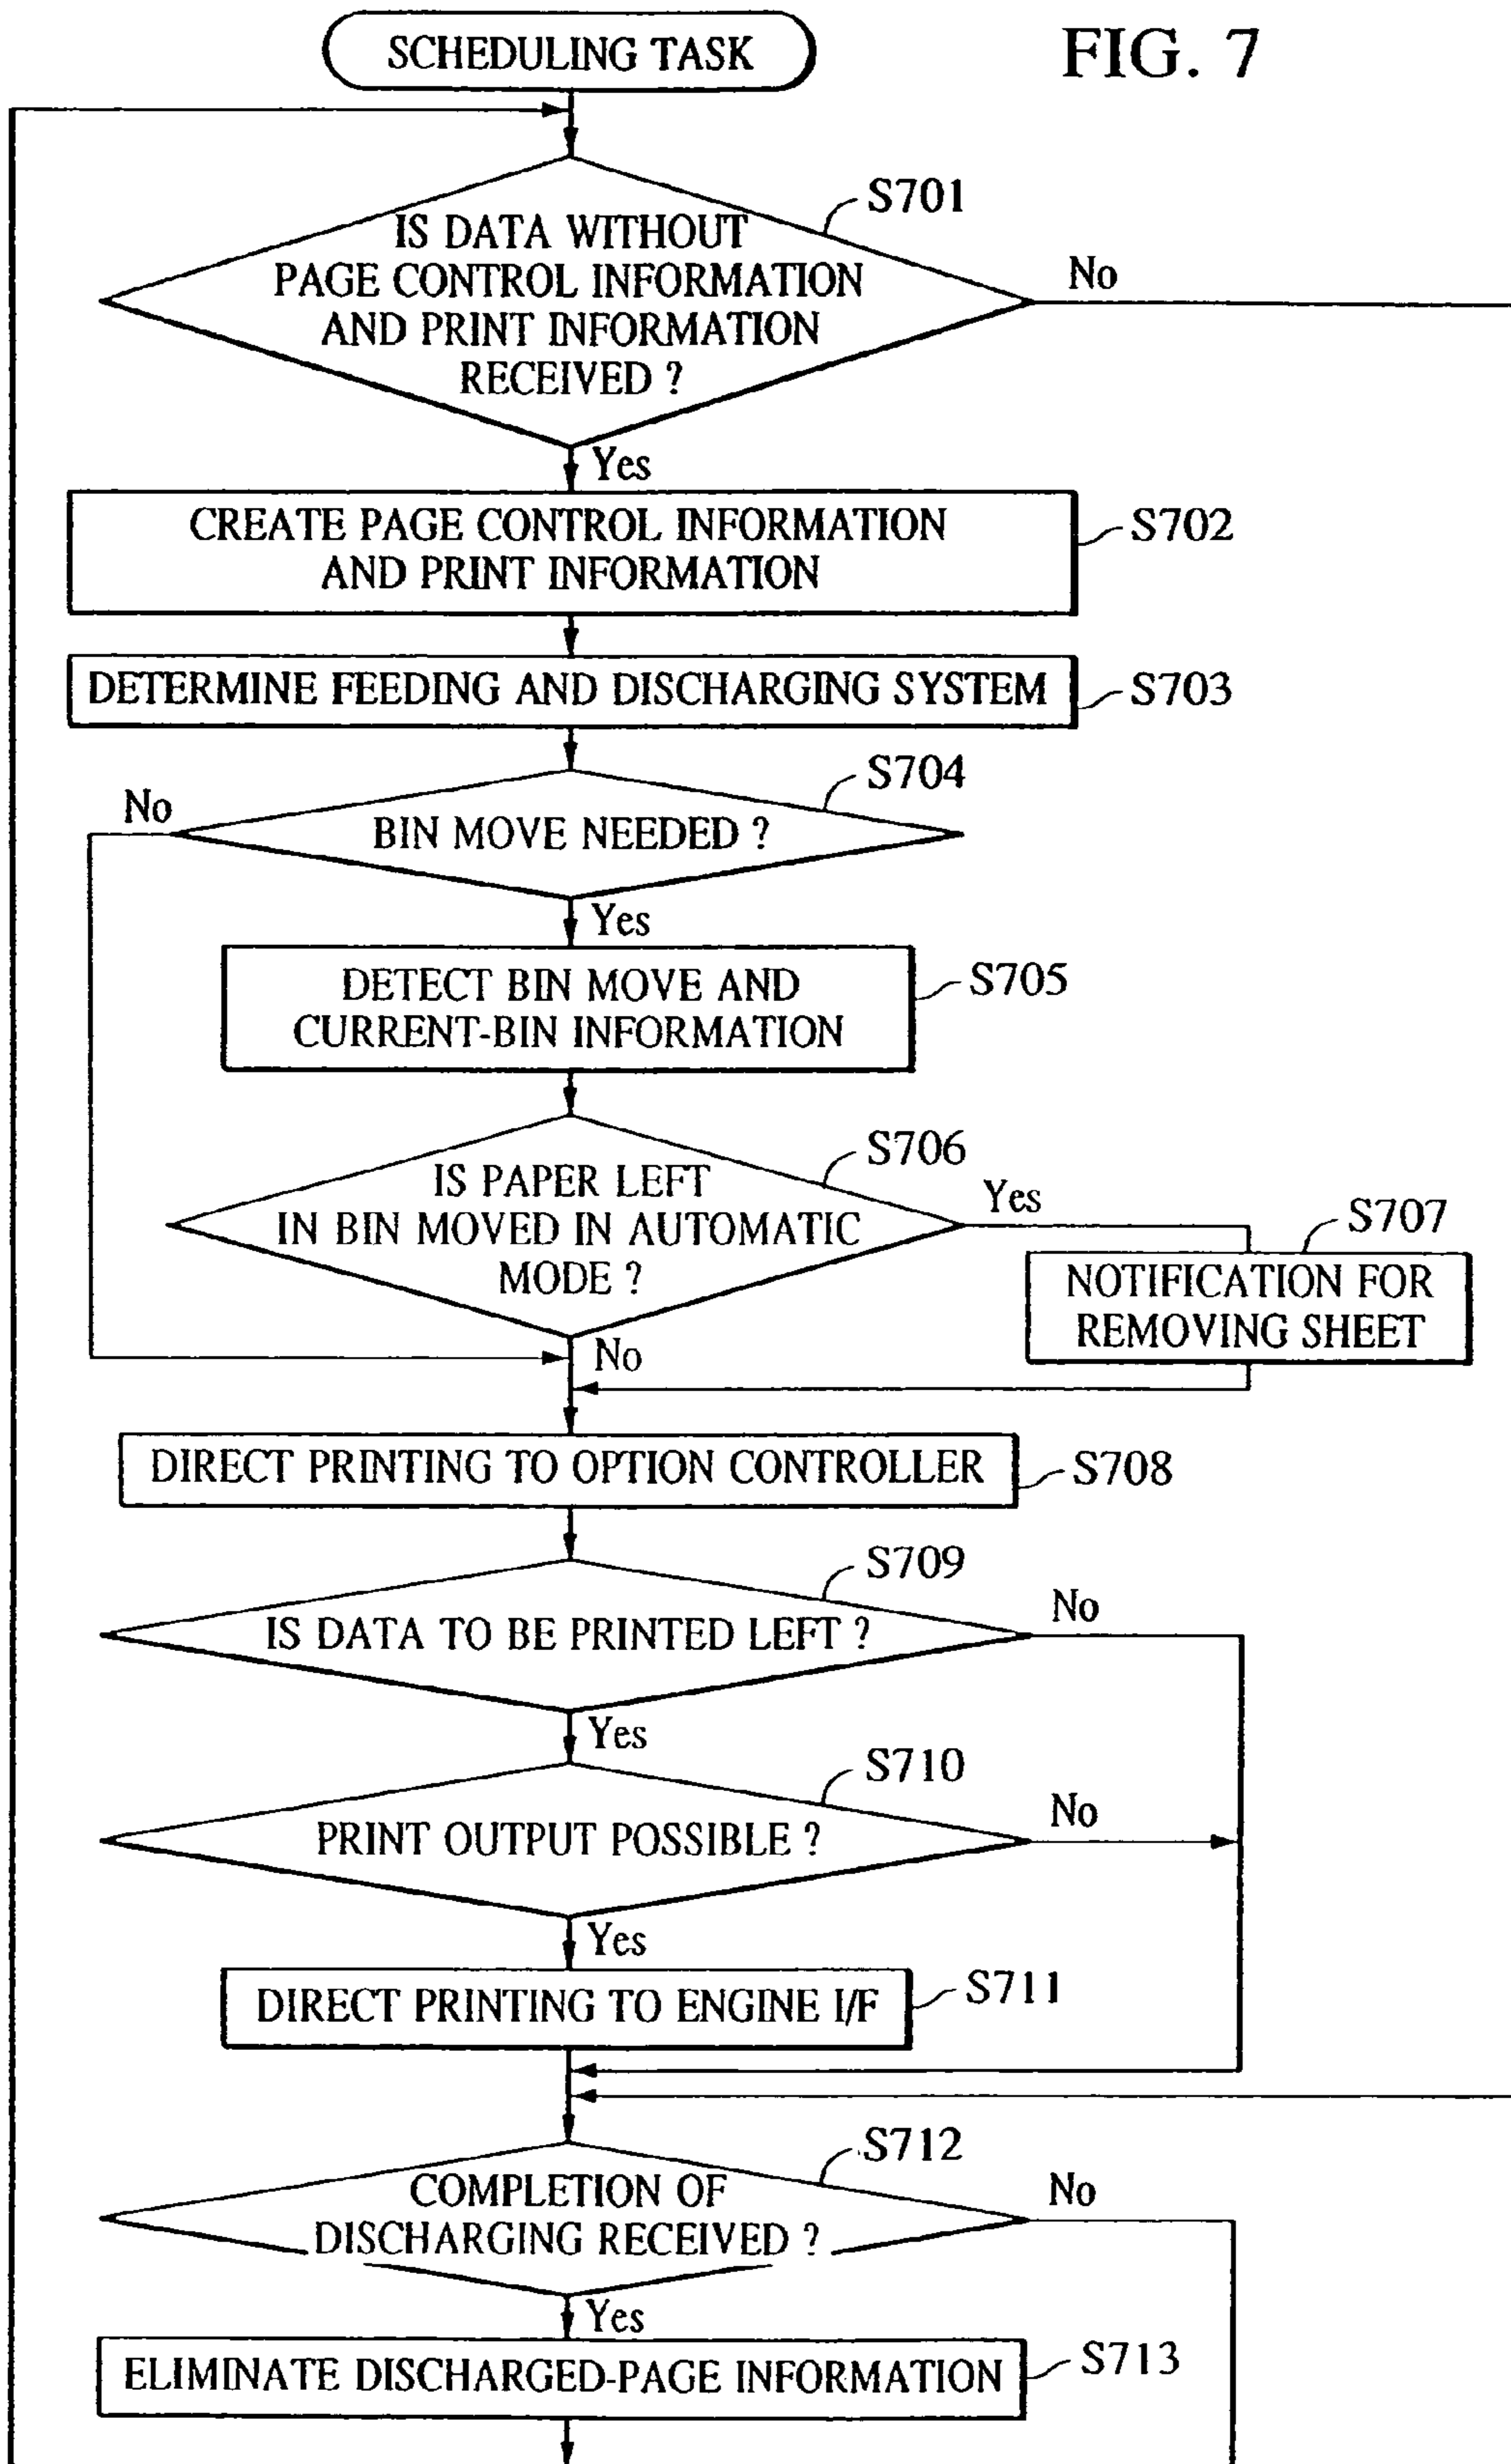 SCHEDULING TASK
FIG. 7
S701
IS DATA WITHOUT
PAGE CONTROL INFORMATION
AND PRINT INFORMATION
RECEIVED ?
No
Yes
CREATE PAGE CONTROL INFORMATION
AND PRINT INFORMATION
S702
DETERMINE FEEDING AND DISCHARGING SYSTEM
S703
S704
No
BIN MOVE NEEDED ?
Yes
DETECT BIN MOVE AND
CURRENT-BIN INFORMATION
S705
S706
IS PAPER LEFT
IN BIN MOVED IN AUTOMATIC
MODE ?
Yes
S707
NOTIFICATION FOR
REMOVING SHEET
No
DIRECT PRINTING TO OPTION CONTROLLER
S708
S709
IS DATA TO BE PRINTED LEFT ?
No
Yes
S710
PRINT OUTPUT POSSIBLE ?
No
Yes
DIRECT PRINTING TO ENGINE I/F
S711
S712
COMPLETION OF
DISCHARGING RECEIVED ?
No
Yes
ELIMINATE DISCHARGED-PAGE INFORMATION
S713